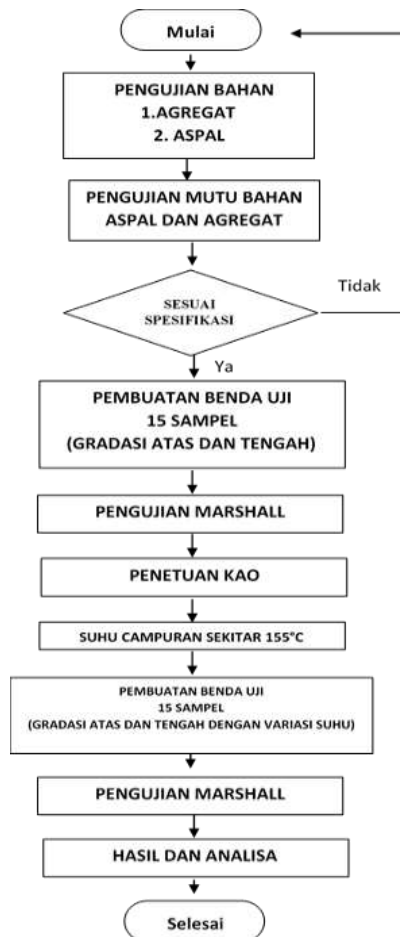 Mulai
PENGUJIAN BAHAN
1.AGREGAT
2. ASPAL
PENGUJIAN MUTU BAHAN
ASPAL DAN AGREGAT
SESUAI
SPESIFIKASI
Tidak
Ya
PEMBUATAN BENDA UJI
15 SAMPEL
(GRADASI ATAS DAN TENGAH)
PENGUJIAN MARSHALL
PENETUAN KAO
SUHU CAMPURAN SEKITAR 155°C
PEMBUATAN BENDA UJI
15 SAMPEL
(GRADASI ATAS DAN TENGAH DENGAN VARIASI SUHU)
PENGUJIAN MARSHALL
HASIL DAN ANALISA
Selesai